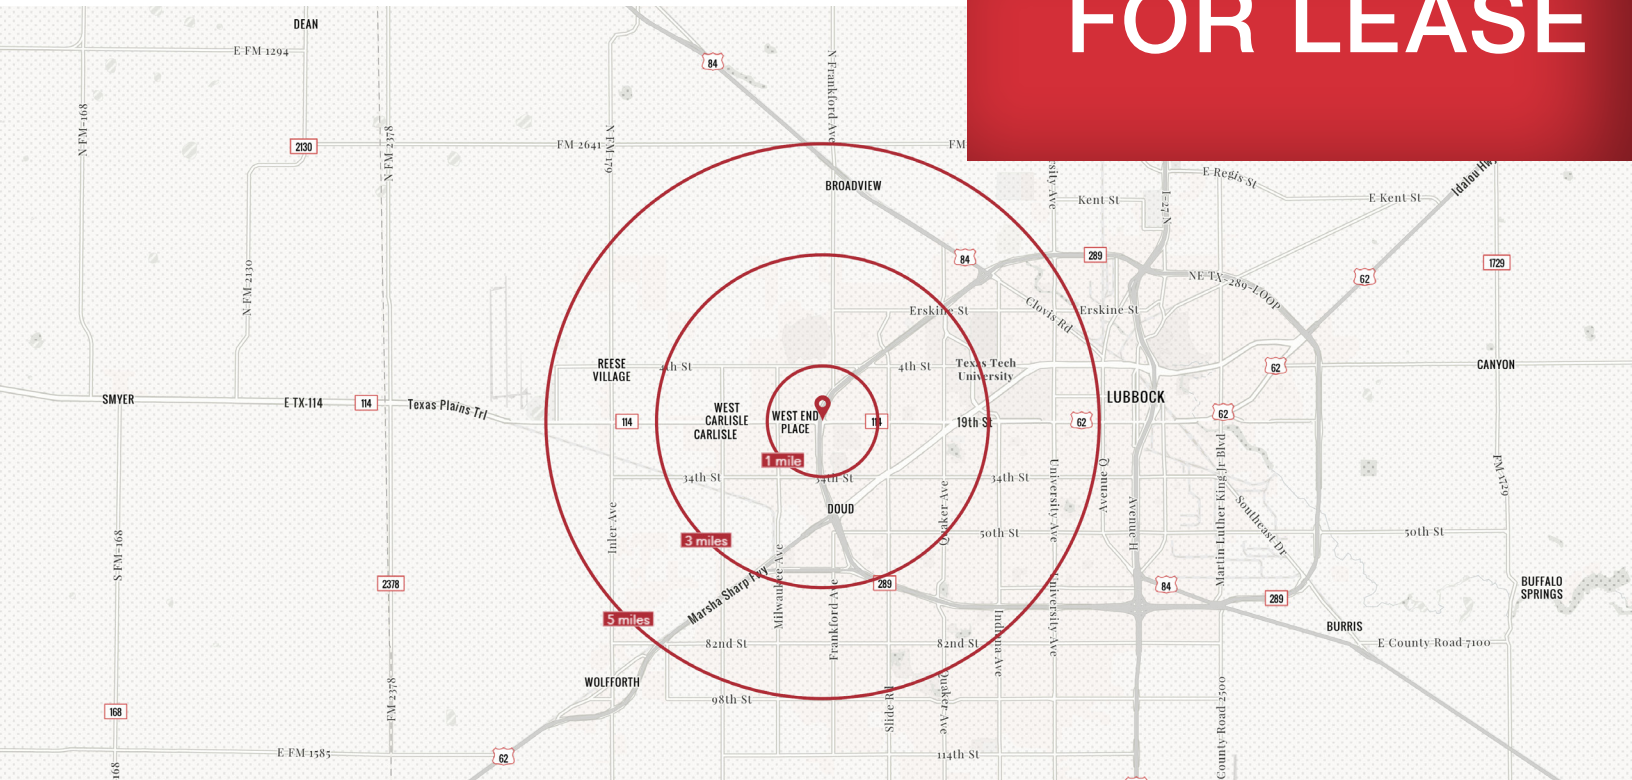 FOR LEASE
DEAN
E FM 1294
84
N FM-168
N FM 2378
N FM 179
N Frankford Ave
2130
FM 2641
FM
BROADVIEW
sity Ave
Kent St
I-27 N
E Regis St
E Kent St
Idalou Hwy
N FM 2130
84
289
NE TX-289-LOOP
62
1729
Erskine St
Clovis Rd
Erskine St
REESE
VILLAGE
4th St
4th St
Texas Tech
University
62
CANYON
SMYER
E TX-114
114
Texas Plains Trl
WEST
CARLISLE
CARLISLE
114
WEST END
PLACE
114
19th St
62
LUBBOCK
62
1 mile
34th St
34th St
34th St
University Ave
Avenue Q
Avenue H
Martin Luther King Jr Blvd
Southeast Dr
FM 1729
DOUD
Inler Ave
Quaker Ave
50th St
50th St
S FM-168
3 miles
2378
Marsha Sharp Fwy
Milwaukee Ave
Frankford Ave
289
84
289
BUFFALO
SPRINGS
5 miles
82nd St
82nd St
Indiana Ave
University Ave
BURRIS
E County Road 7100
WOLFFORTH
98th St
Slide Rd
Quaker Ave
County Road 2500
168
FM-2378
E FM 1585
62
114th St
168